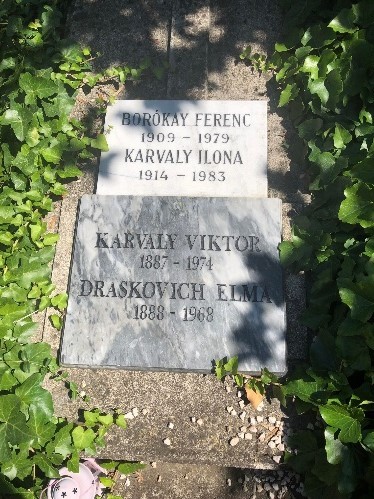 BORÓKAY FERENC
1909 - 1979
KARVALY ILONA
1914 - 1983
KARVALY VIKTOR
1887 - 1974
DRASKOVICH ELMA
1888 - 1968